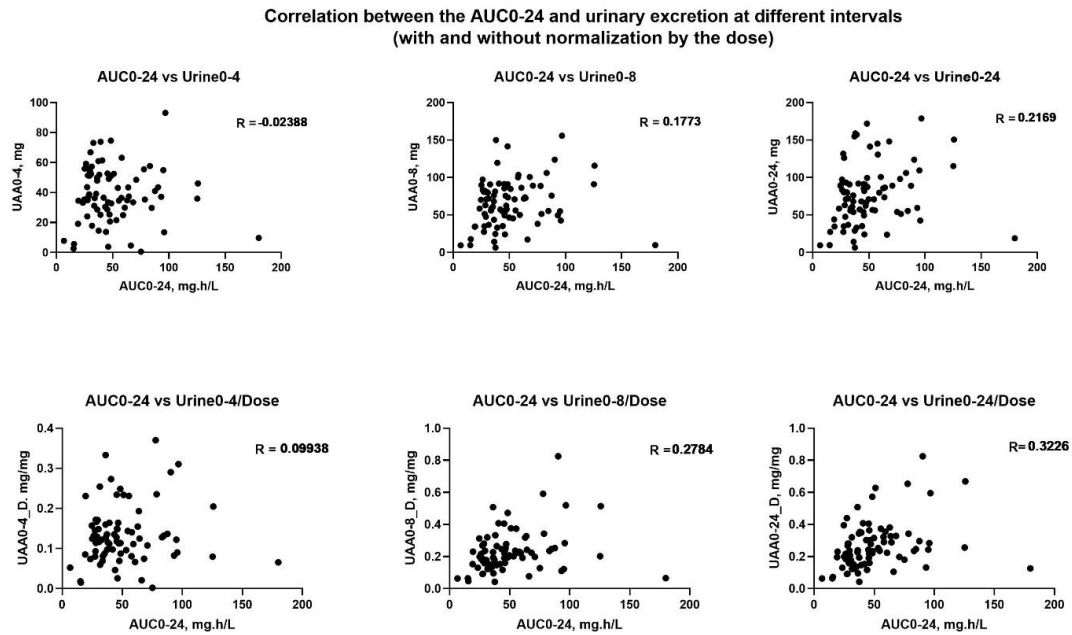 Correlation between the AUC0-24 and urinary excretion at different intervals
(with and without normalization by the dose)
AUC0-24 vs Urine0-4
R = -0.02388
UAA0-4, mg
100
80
60
40
20
0
0 50 100 150 200
AUC0-24, mg.h/L
AUC0-24 vs Urine0-8
R = 0.1773
UAA0-8, mg
200
150
100
50
0
0 50 100 150 200
AUC0-24, mg.h/L
AUC0-24 vs Urine0-24
R = 0.2169
UAA0-24, mg
200
150
100
50
0
0 50 100 150 200
AUC0-24, mg.h/L
AUC0-24 vs Urine0-4/Dose
R = 0.09938
UAA0-4_D. mg/mg
0.4
0.3
0.2
0.1
0.0
0 50 100 150 200
AUC0-24, mg.h/L
AUC0-24 vs Urine0-8/Dose
R =0.2784
UAA0-8_D, mg/mg
1.0
0.8
0.6
0.4
0.2
0.0
0 50 100 150 200
AUC0-24, mg.h/L
AUC0-24 vs Urine0-24/Dose
R= 0.3226
UAA0-24_D, mg/mg
1.0
0.8
0.6
0.4
0.2
0.0
0 50 100 150 200
AUC0-24, mg.h/L